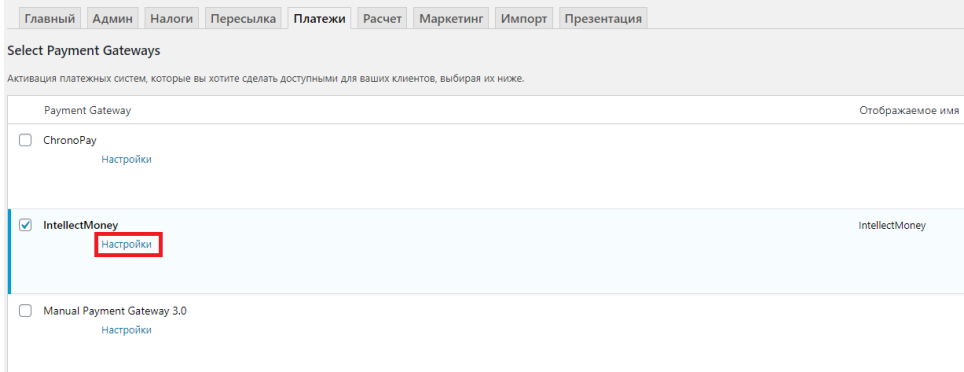 Главный Админ Налоги Пересылка Платежи Расчет Маркетинг Импорт Презентация
Select Payment Gateways
Активация платежных систем, которые вы хотите сделать доступными для ваших клиентов, выбирая их ниже.
Payment Gateway Отображаемое имя
ChronoPay
Настройки
IntellectMoney IntellectMoney
Настройки
Manual Payment Gateway 3.0
Настройки